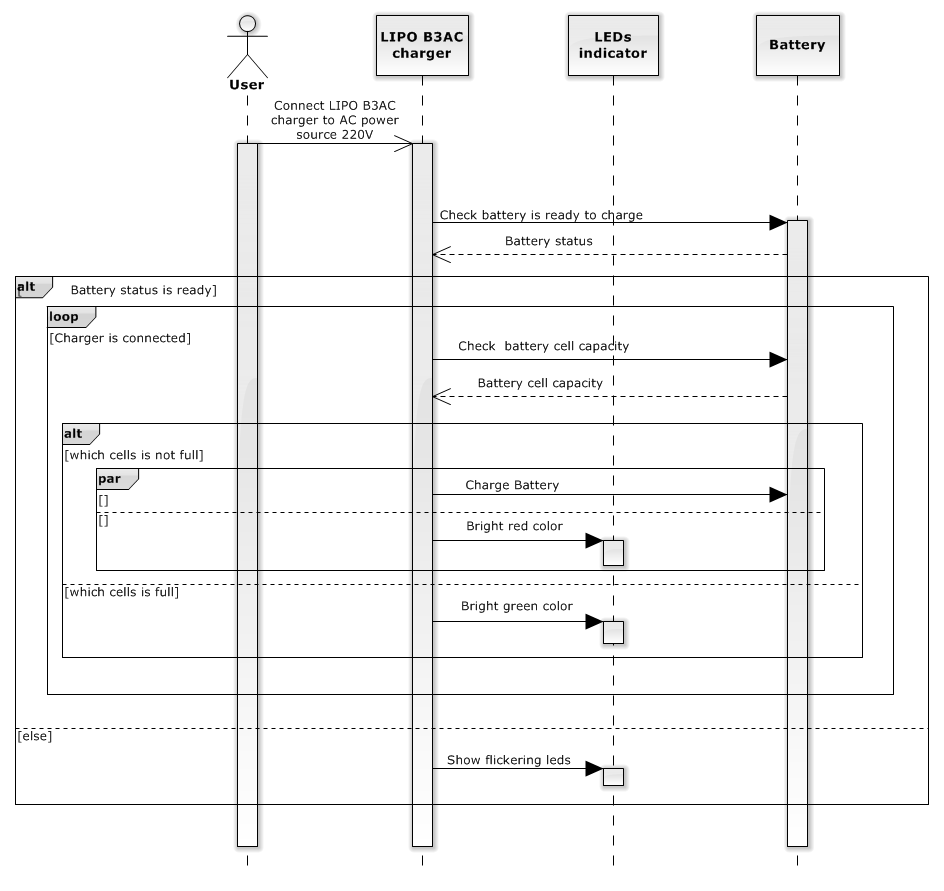 User
LIPO B3AC
charger
LEDs
indicator
Battery
Connect LIPO B3AC
charger to AC power
source 220V
Check battery is ready to charge
Battery status
alt
[ Battery status is ready]
loop
[Charger is connected]
Check  battery cell capacity
Battery cell capacity
alt
[which cells is not full]
par
Charge Battery
[]
[]
Bright red color
[which cells is full]
Bright green color
[else]
Show flickering leds